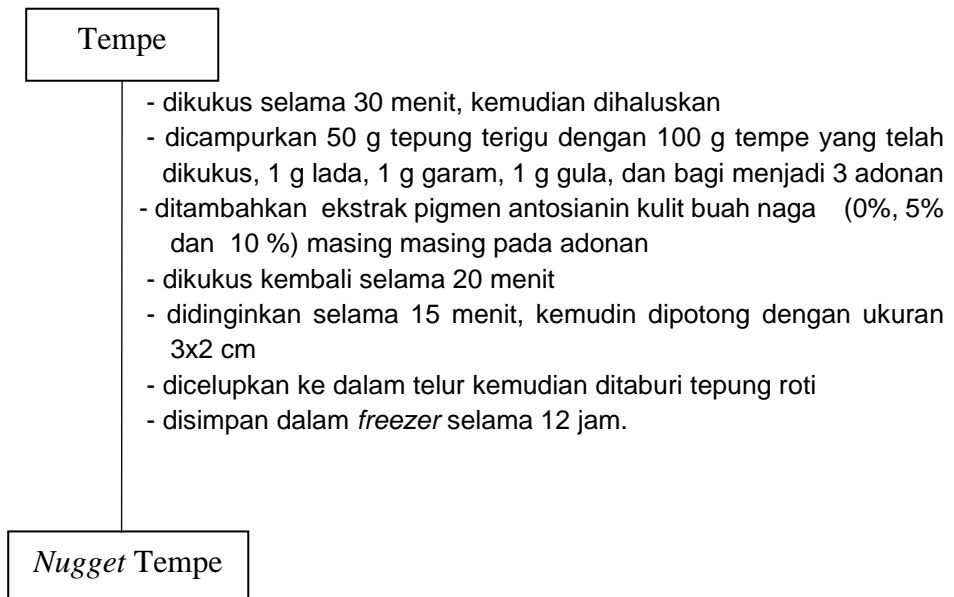 Tempe
- dikukus selama 30 menit, kemudian dihaluskan
- dicampurkan 50 g tepung terigu dengan 100 g tempe yang telah
dikukus, 1 g lada, 1 g garam, 1 g gula, dan bagi menjadi 3 adonan
- ditambahkan ekstrak pigmen antosianin kulit buah naga (0%, 5%
dan 10 %) masing masing pada adonan
- dikukus kembali selama 20 menit
- didinginkan selama 15 menit, kemudin dipotong dengan ukuran
3x2 cm
- dicelupkan ke dalam telur kemudian ditaburi tepung roti
- disimpan dalam freezer selama 12 jam.
Nugget Tempe